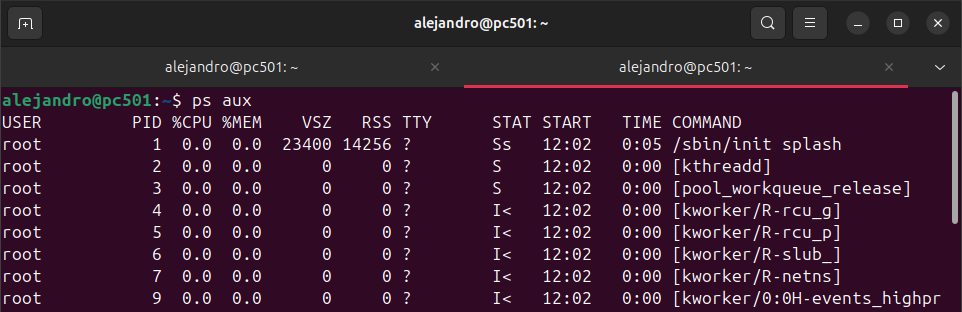 alejandro@pc501: ~
alejandro@pc501: ~ alejandro@pc501: ~
alejandro@pc501:~$ ps aux
USER PID %CPU %MEM VSZ RSS TTY STAT START TIME COMMAND
root 1 0.0 0.0 23400 14256 ? Ss 12:02 0:05 /sbin/init splash
root 2 0.0 0.0 0 0 ? S 12:02 0:00 [kthreadd]
root 3 0.0 0.0 0 0 ? S 12:02 0:00 [pool_workqueue_release]
root 4 0.0 0.0 0 0 ? I< 12:02 0:00 [kworker/R-rcu_g]
root 5 0.0 0.0 0 0 ? I< 12:02 0:00 [kworker/R-rcu_p]
root 6 0.0 0.0 0 0 ? I< 12:02 0:00 [kworker/R-slub_]
root 7 0.0 0.0 0 0 ? I< 12:02 0:00 [kworker/R-netns]
root 9 0.0 0.0 0 0 ? I< 12:02 0:00 [kworker/0:0H-events_highpr